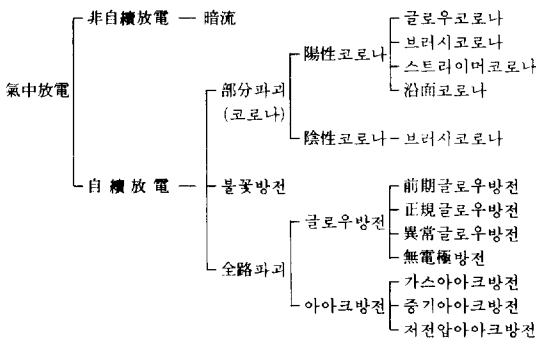 氣中放電
非自續放電 — 暗流
自續放電
部分파괴
(코로나)
陽性코로나
글로우코로나
브러시코로나
스트라이머코로나
沿面코로나
陰性코로나 — 브러시코로나
불꽃방전
全路파괴
글로우방전
前期글로우방전
正規글로우방전
異常글로우방전
無電極방전
아아크방전
가스아아크방전
증기아아크방전
저전압아아크방전